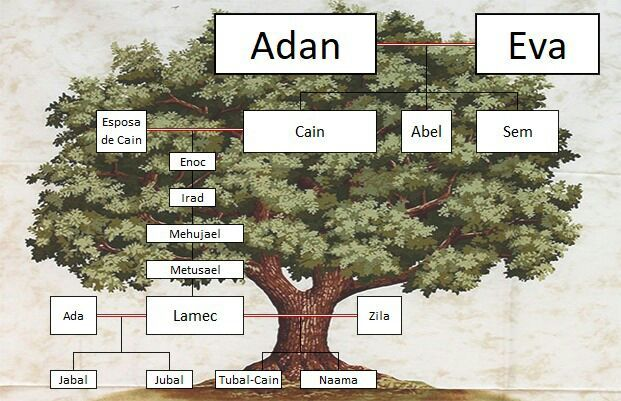 Adan
Eva
Esposa
de Cain
Cain
Abel
Sem
Enoc
Irad
Mehujael
Metusael
Ada
Lamec
Zila
Jabal
Jubal
Tubal-Cain
Naama